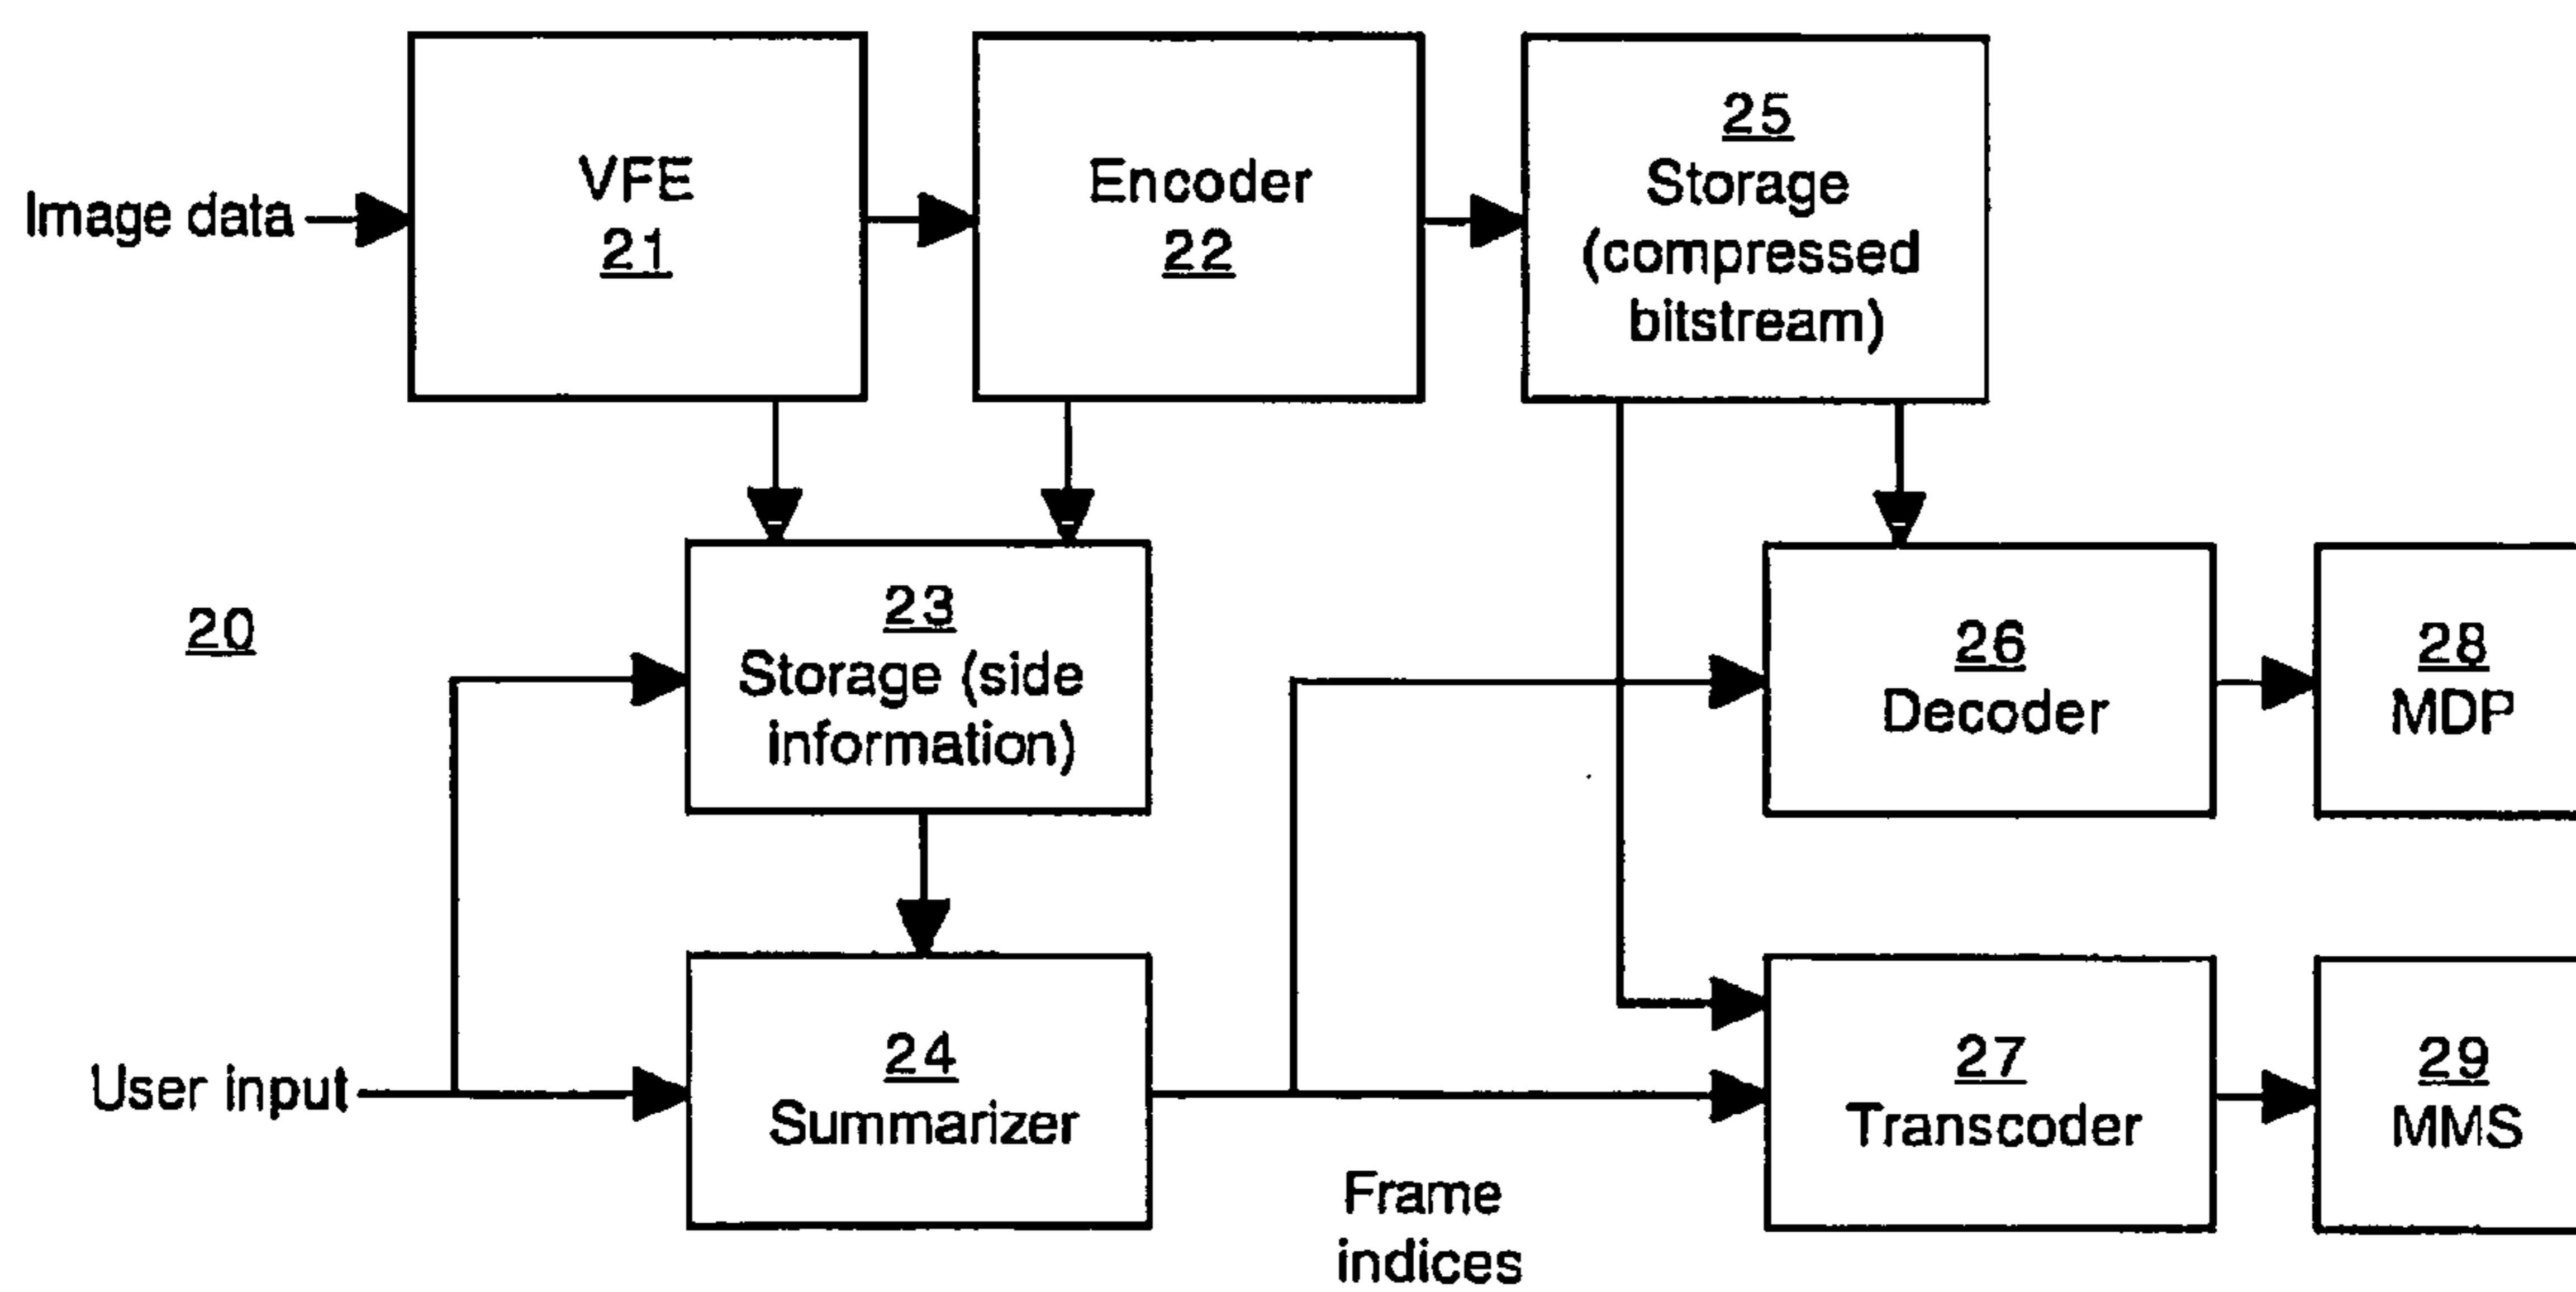 Image data
VFE
21
Encoder
22
25
Storage
(compressed
bitstream)
20
23
Storage (side
information)
26
Decoder
28
MDP
User input
24
Summarizer
Frame
indices
27
Transcoder
29
MMS